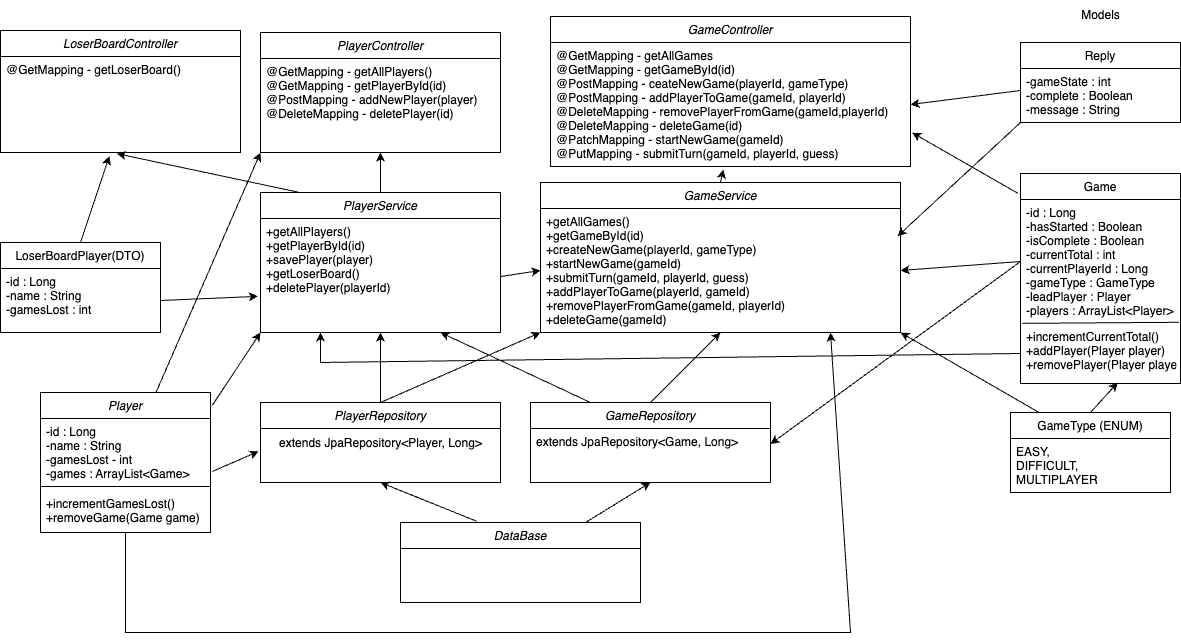 Models
LoserBoardController
@GetMapping - getLoserBoard()
PlayerController
@GetMapping - getAllPlayers()
@GetMapping - getPlayerById(id)
@PostMapping - addNewPlayer(player)
@DeleteMapping - deletePlayer(id)
GameController
@GetMapping - getAllGames
@GetMapping - getGameById(id)
@PostMapping - ceateNewGame(playerId, gameType)
@PostMapping - addPlayerToGame(gameId, playerId)
@DeleteMapping - removePlayerFromGame(gameId,playerId)
@DeleteMapping - deleteGame(id)
@PatchMapping - startNewGame(gameId)
@PutMapping - submitTurn(gameId, playerId, guess)
Reply
-gameState : int
-complete : Boolean
-message : String
LoserBoardPlayer(DTO)
-id : Long
-name : String
-gamesLost : int
PlayerService
+getAllPlayers()
+getPlayerById(id)
+savePlayer(player)
+getLoserBoard()
+deletePlayer(playerId)
GameService
+getAllGames()
+getGameById(id)
+createNewGame(playerId, gameType)
+startNewGame(gameId)
+submitTurn(gameId, playerId, guess)
+addPlayerToGame(playerId, gameId)
+removePlayerFromGame(gameId, playerId)
+deleteGame(gameId)
Game
-id : Long
-hasStarted : Boolean
-isComplete : Boolean
-currentTotal : int
-currentPlayerId : Long
-gameType : GameType
-leadPlayer : Player
-players : ArrayList<Player>
+incrementCurrentTotal()
+addPlayer(Player player)
+removePlayer(Player playe
Player
-id : Long
-name : String
-gamesLost - int
-games : ArrayList<Game>
+incrementGamesLost()
+removeGame(Game game)
PlayerRepository
extends JpaRepository<Player, Long>
GameRepository
extends JpaRepository<Game, Long>
GameType (ENUM)
EASY,
DIFFICULT,
MULTIPLAYER
DataBase